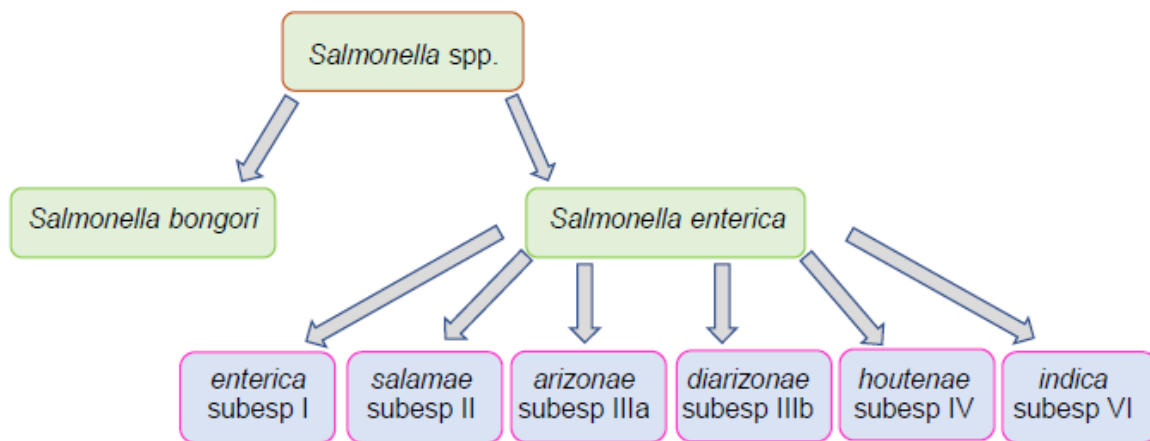 Salmonella spp.
Salmonella bongori
Salmonella enterica
enterica
subesp I
salamae
subesp II
arizonae
subesp IIIa
diarizonae
subesp IIIb
houtenae
subesp IV
indica
subesp VI